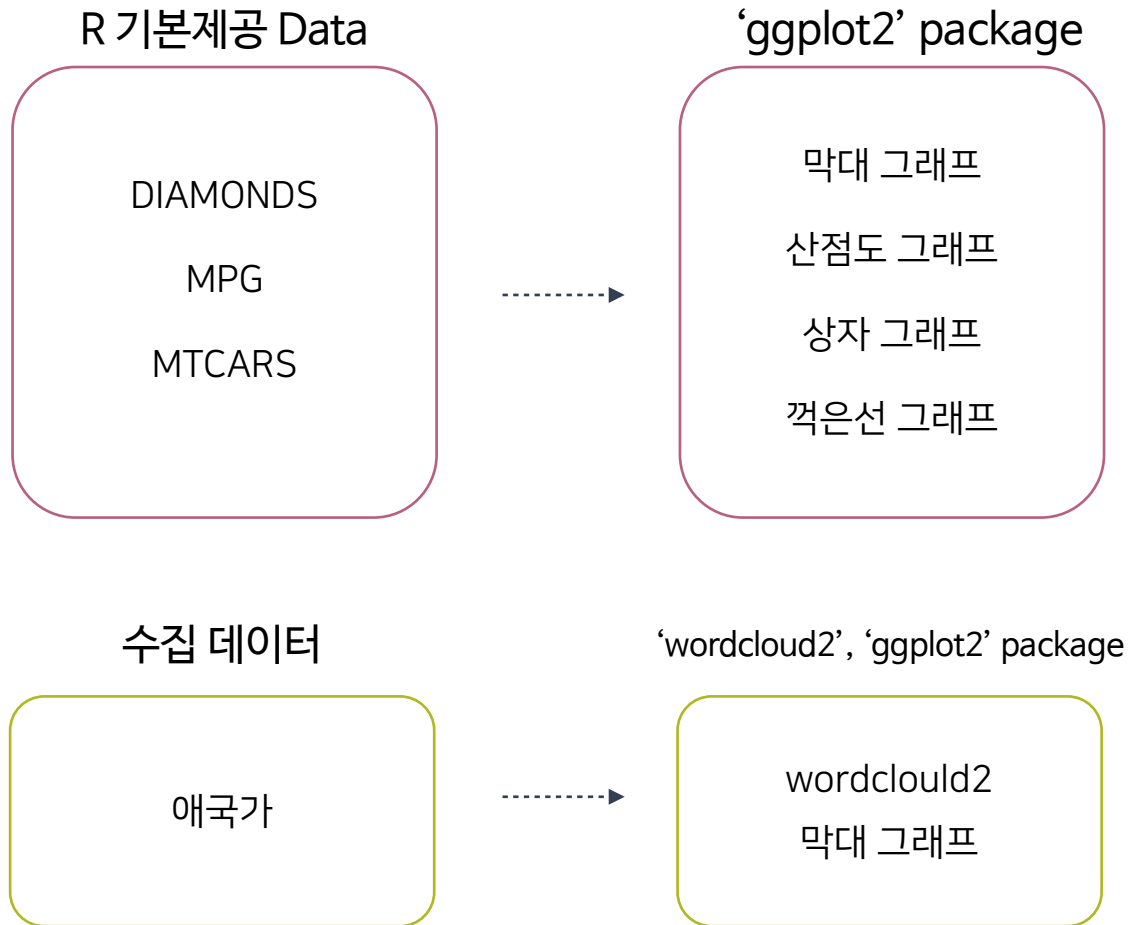 R 기본제공 Data
DIAMONDS
MPG
MTCARS
‘ggplot2’ package
막대 그래프
산점도 그래프
상자 그래프
꺽은선 그래프
수집 데이터
애국가
‘wordcloud2’, ‘ggplot2’ package
wordclould2
막대 그래프